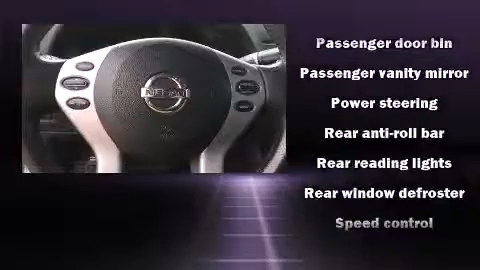 NISSAN
Passenger door bin
Passenger vanity mirror
Power steering
Rear anti-roll bar
Rear reading lights
Rear window defroster
Speed control